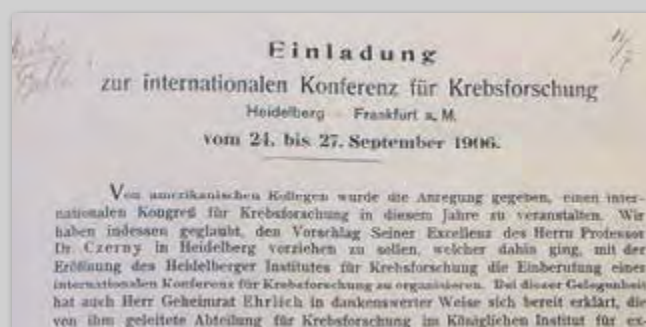 Einladung
zur internationalen Konferenz für Krebsforschung
Heidelberg Frankfurt a. M.
vom 24. bis 27. September 1906.
Von amerikanischen Kollegen wurde die Anregung gegeben, einen inter-
nationalen Kongreß für Krebsforschung in diesem Jahre zu veranstalten. Wir
haben indessen geglaubt, den Vorschlag Seiner Excellenz des Herrn Professor
Dr. Czerny in Heidelberg vorziehen zu sollen, welcher dahin ging, mit der
Eröffnung des Heidelberger Institutes für Krebsforschung die Einberufung einer
internationalen Konferenz für Krebsforschung zu organisieren. Bei dieser Gelegenheit
hat auch Herr Geheimrat Ehrlich in dankenswerter Weise sich bereit erklärt, die
von ihm geleitete Abteilung für Krebsforschung im Königlichen Institut für ex-